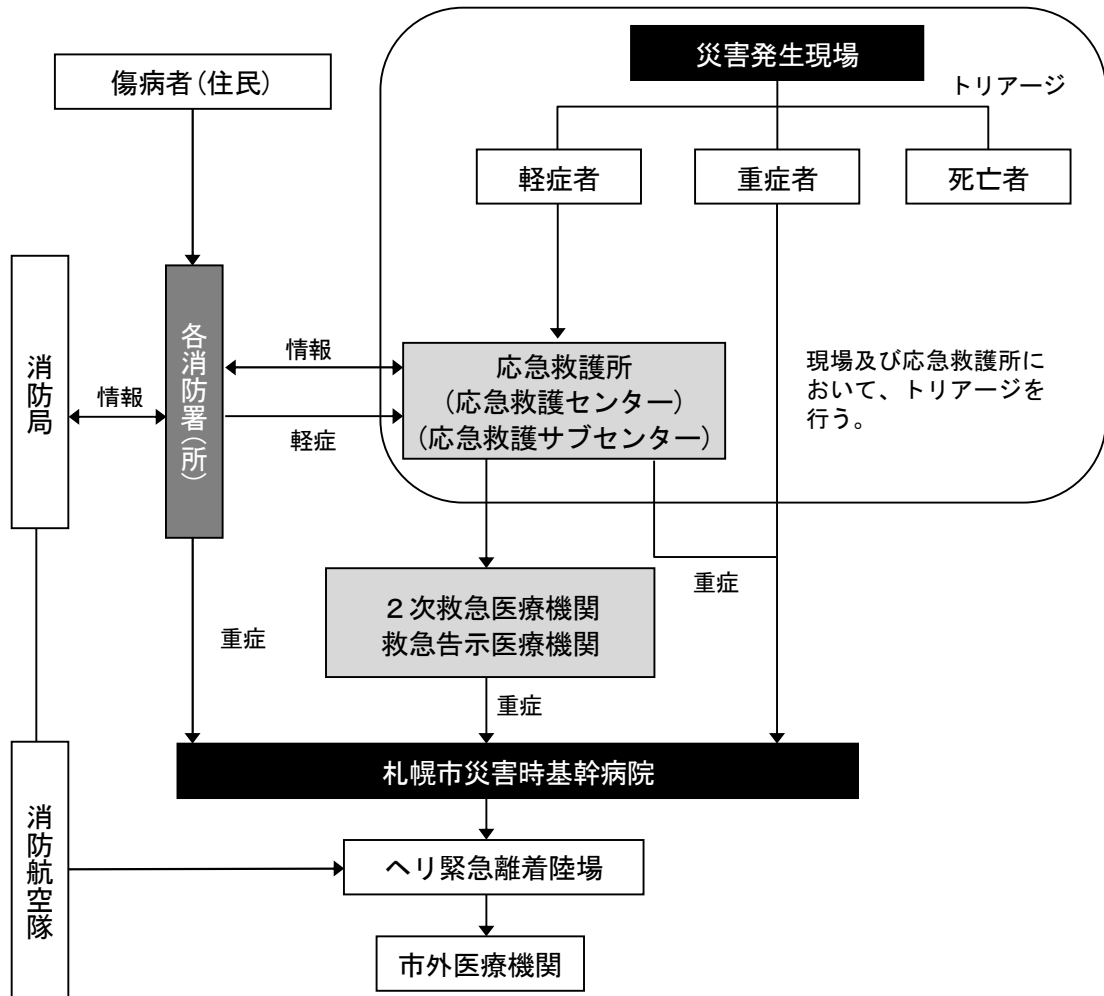 災害発生現場
傷病者（住民）
トリアージ
軽症者
重症者
死亡者
消防局
情報
各消防署（所）
情報
軽症
応急救護所
（応急救護センター）
（応急救護サブセンター）
現場及び応急救護所に
おいて、トリアージを
行う。
重症
２次救急医療機関
救急告示医療機関
重症
重症
札幌市災害時基幹病院
消防航空隊
ヘリ緊急離着陸場
市外医療機関